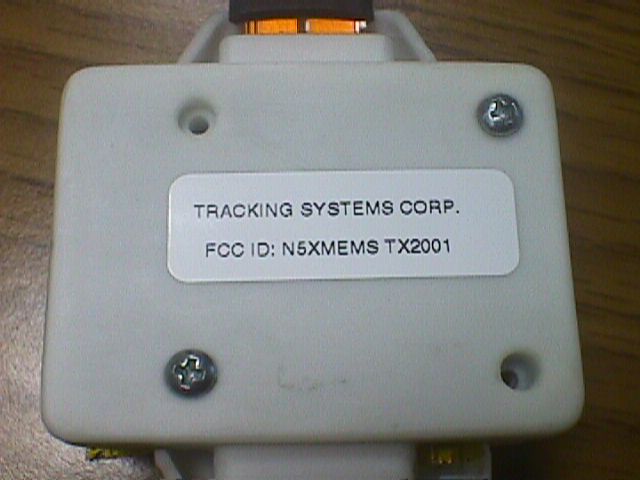 TRACKING SYSTEMS CORP.
FCC ID: N5XMEMS TX2001